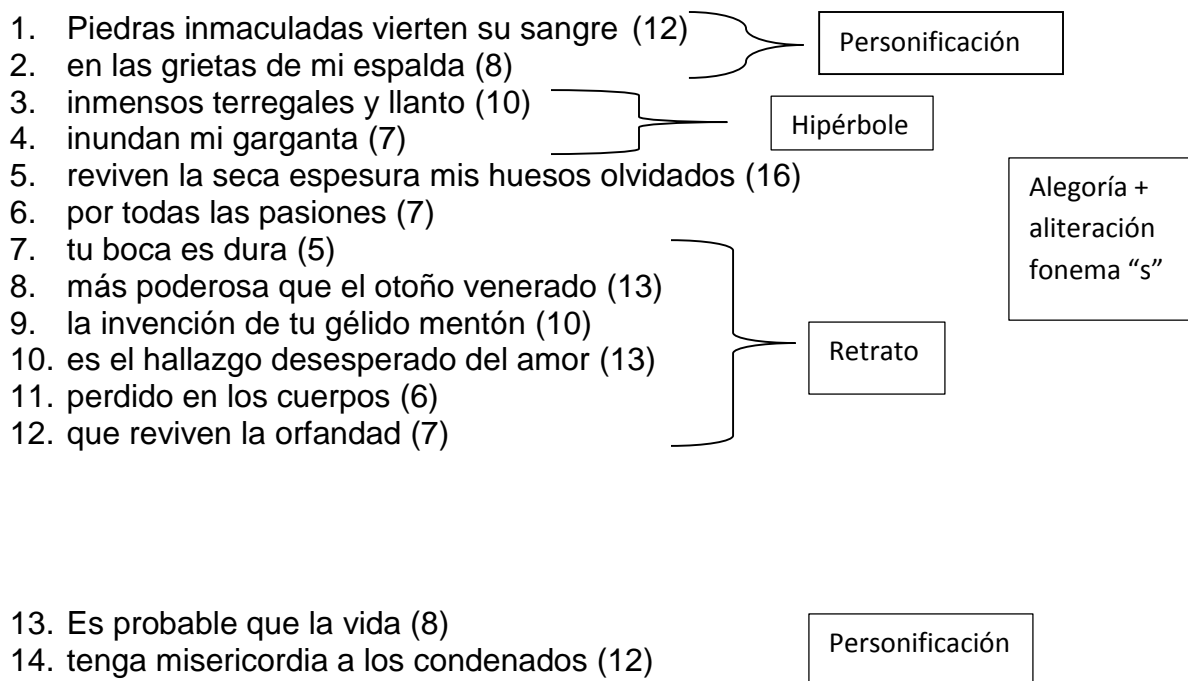 1. Piedras inmaculadas vierten su sangre (12)
Personificación
2. en las grietas de mi espalda (8)
3. inmensos terregales y llanto (10)
Hipérbole
4. inundan mi garganta (7)
5. reviven la seca espesura mis huesos olvidados (16)
Alegoría +
aliteración
fonema “s”
6. por todas las pasiones (7)
7. tu boca es dura (5)
8. más poderosa que el otoño venerado (13)
9. la invención de tu gélido mentón (10)
Retrato
10. es el hallazgo desesperado del amor (13)
11. perdido en los cuerpos (6)
12. que reviven la orfandad (7)
13. Es probable que la vida (8)
Personificación
14. tenga misericordia a los condenados (12)